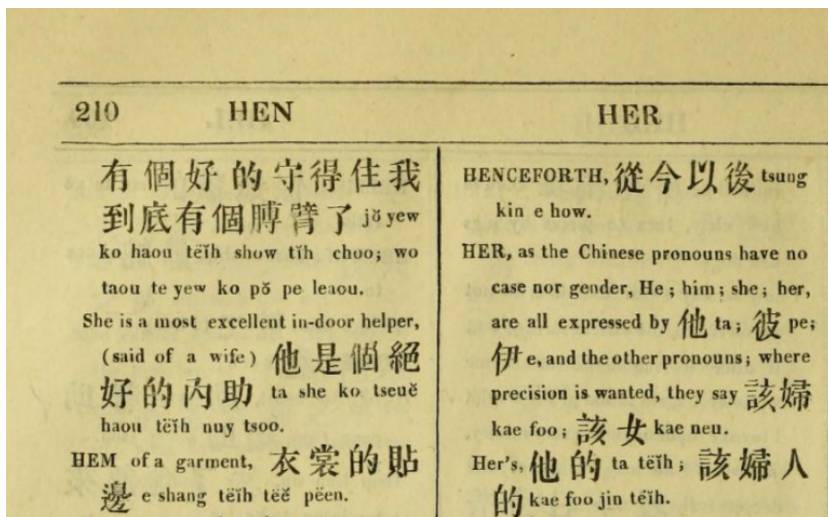 210 HEN HER
有個好的守得住我
到底有個膊臂了 jŏ yew
ko haou tëĭh show tĭh choo; wo
taou te yew ko pŏ pe leaou.
She is a most excellent in-door helper,
(said of a wife) 他是個絕
好的內助 ta she ko tseuĕ
haou tëĭh nuy tsoo.
HEM of a garment, 衣裳的貼
邊 e shang tëĭh tëĕ pëen.
HENCEFORTH, 從今以後 tsung
kin e how.
HER, as the Chinese pronouns have no
case nor gender, He; him; she; her,
are all expressed by 他 ta; 彼 pe;
伊 e, and the other pronouns; where
precision is wanted, they say 該婦
kae foo; 該女 kae neu.
Her's, 他的 ta tëĭh; 該婦人
的 kae foo jin tëĭh.